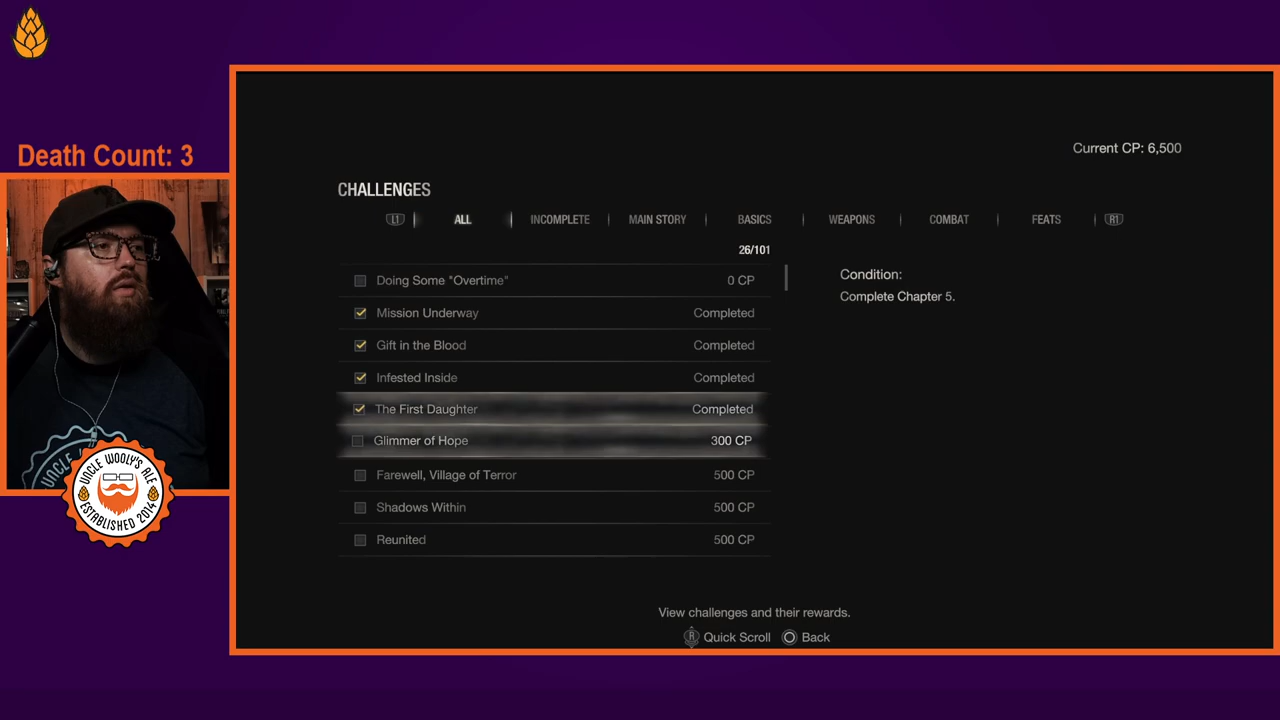 Death Count: 3
UNCLE WOOLY'S ALE
ESTABLISHED 2014
Current CP: 6,500
CHALLENGES
L1 ALL INCOMPLETE MAIN STORY BASICS WEAPONS COMBAT FEATS R1
26/101
Doing Some "Overtime" 0 CP
Mission Underway Completed
Gift in the Blood Completed
Infested Inside Completed
The First Daughter Completed
Glimmer of Hope 300 CP
Farewell, Village of Terror 500 CP
Shadows Within 500 CP
Reunited 500 CP
Condition:
Complete Chapter 5.
View challenges and their rewards.
R Quick Scroll Back